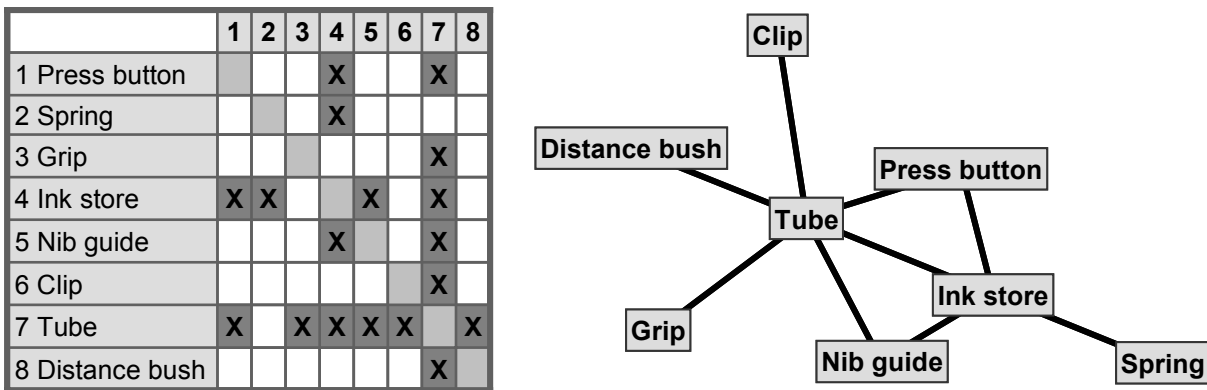 1 2 3 4 5 6 7 8
1 Press button X X
2 Spring X
3 Grip X
4 Ink store X X X X
5 Nib guide X X
6 Clip X
7 Tube X X X X X X
8 Distance bush X
Clip
Distance bush
Press button
Tube
Ink store
Grip
Nib guide
Spring